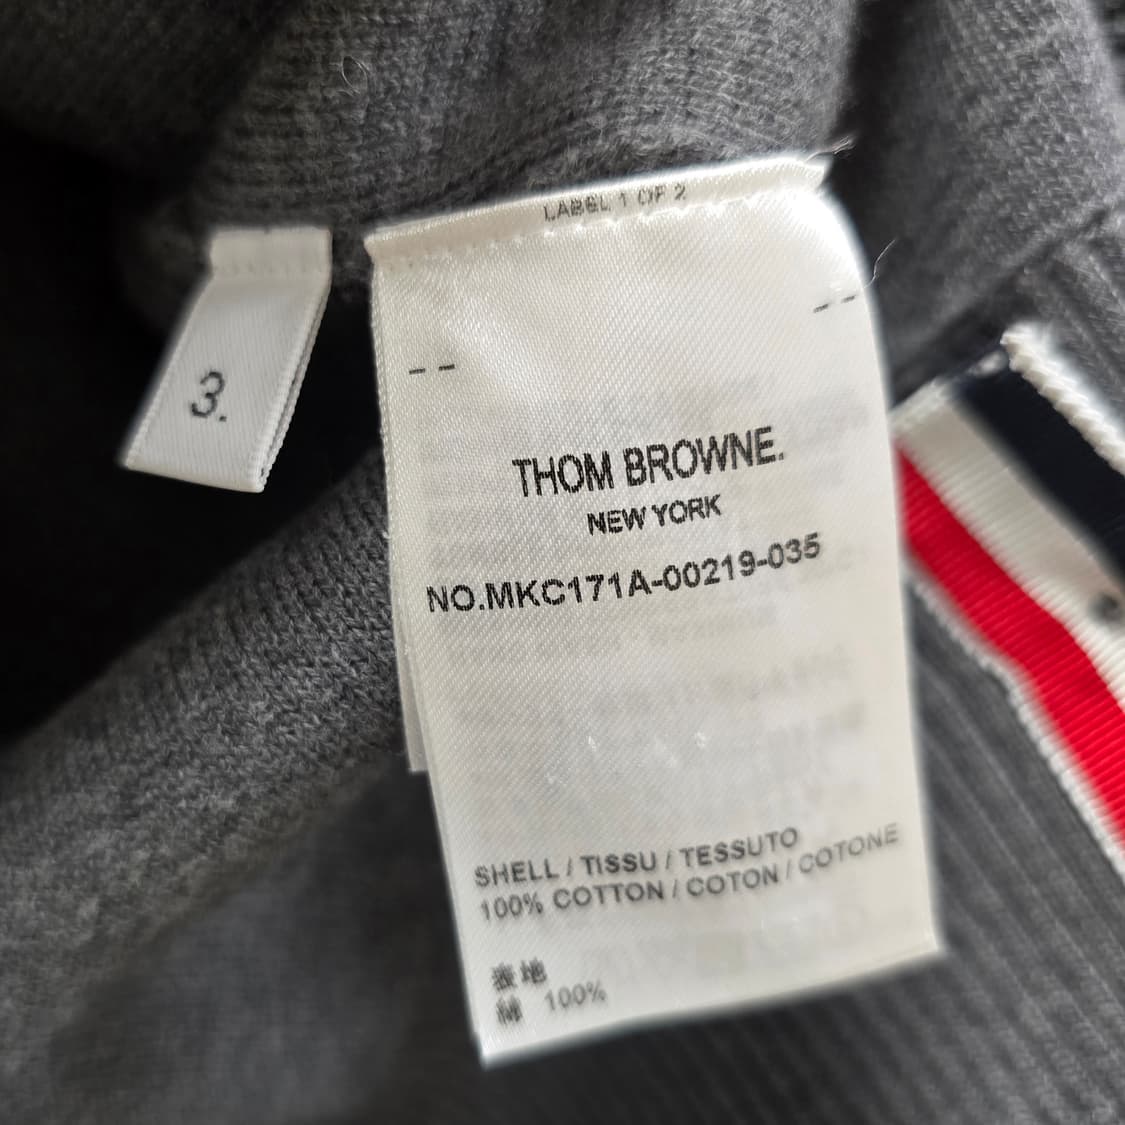 LABEL 1 OF 2
3.
THOM BROWNE.
NEW YORK
NO.MKC171A-00219-035
SHELL / TISSU / TESSUTO
100% COTTON / COTON / COTONE
表地
綿 100%